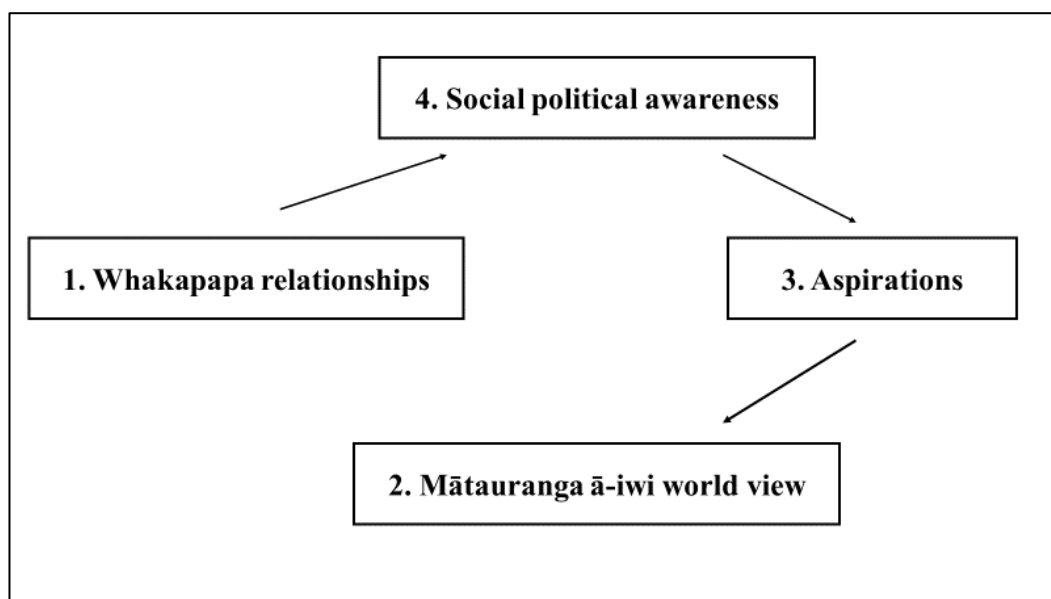 4. Social political awareness
1. Whakapapa relationships
3. Aspirations
2. Mātauranga ā-iwi world view